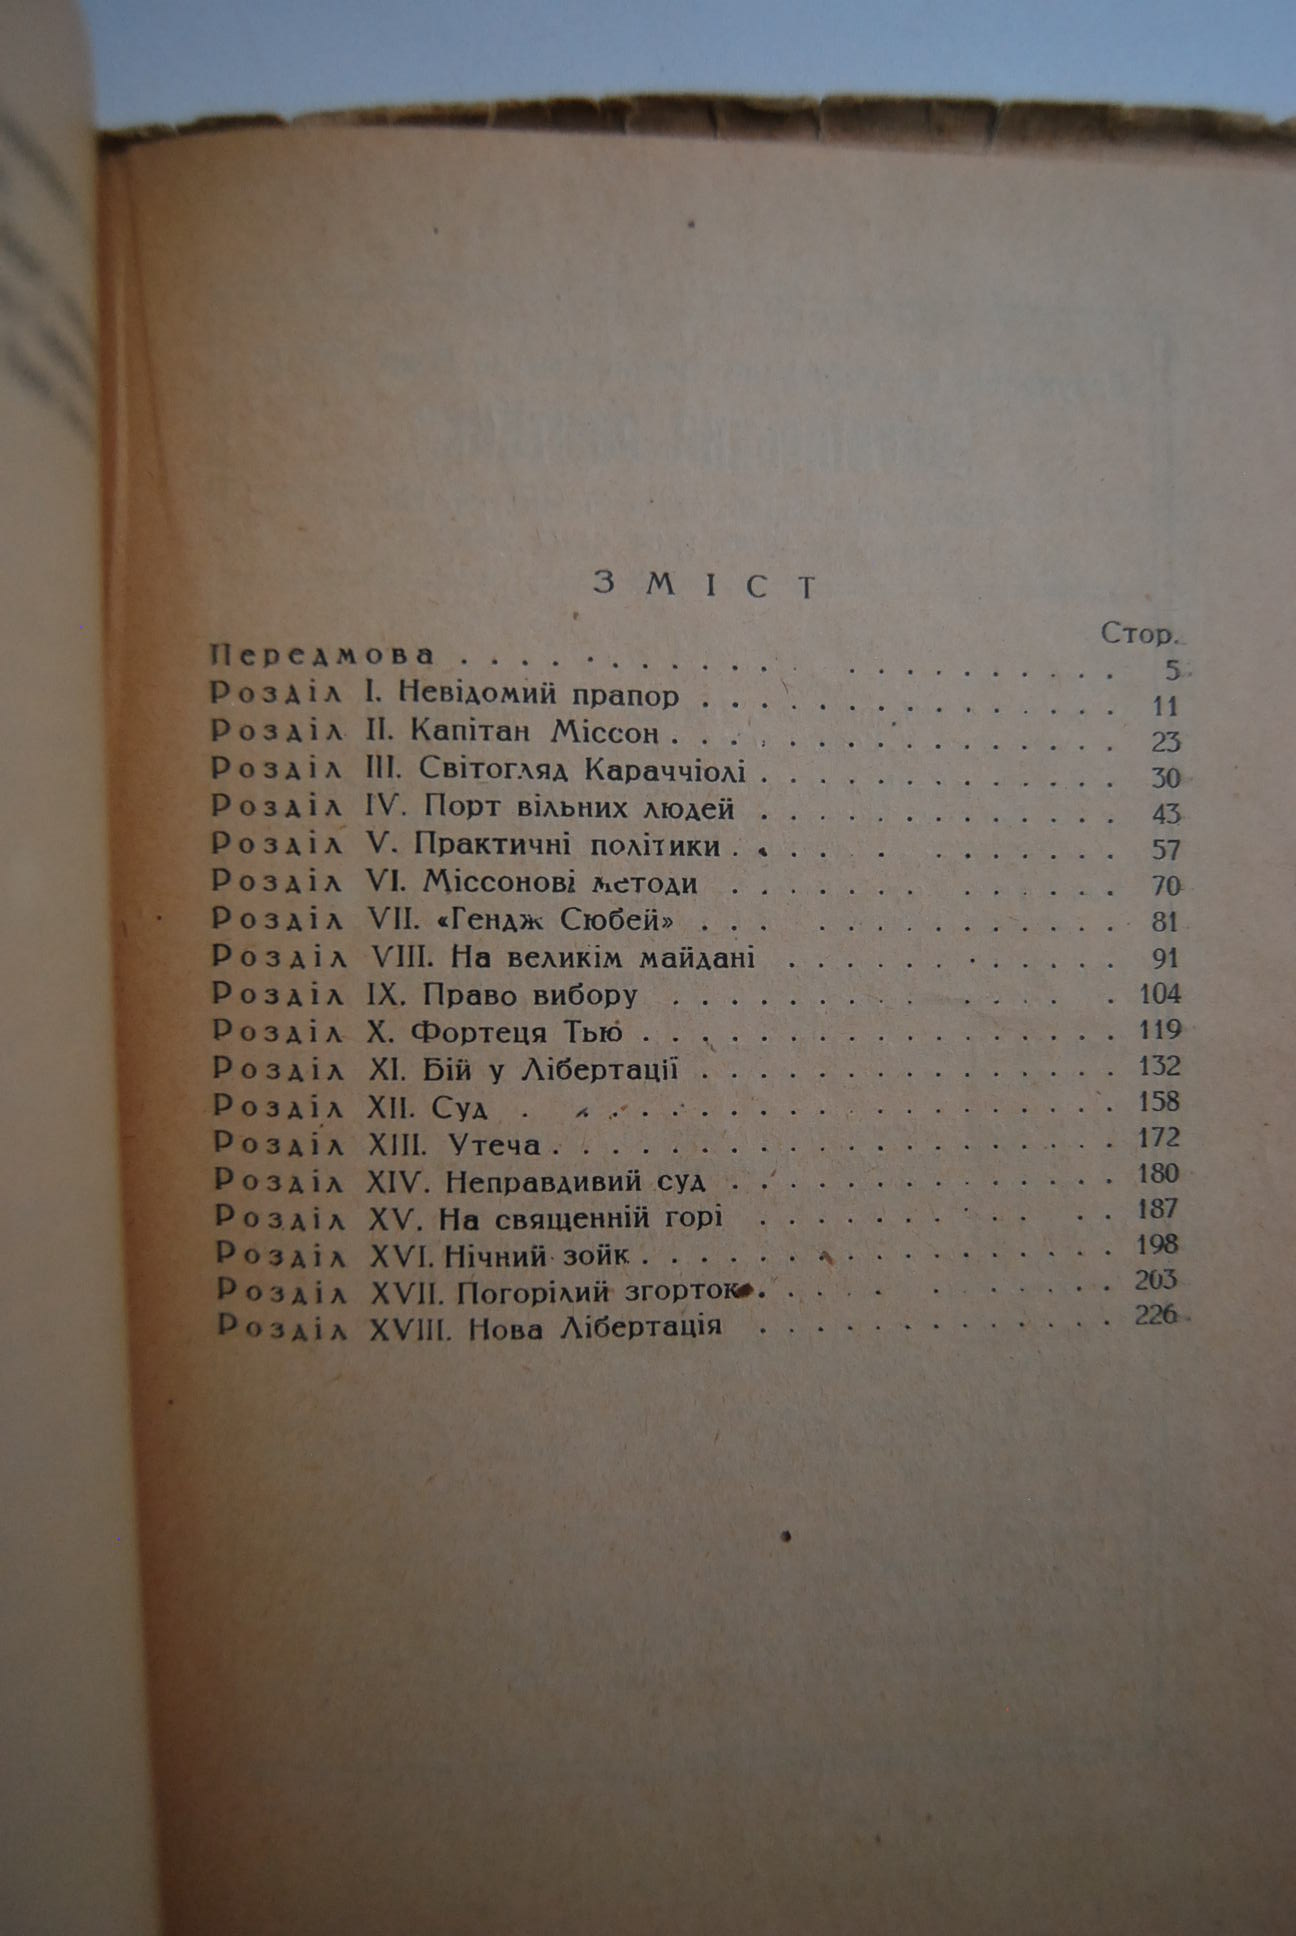 ЗМІСТ
Стор.
Передмова . . . . . . . . . . . . . . . . . . . . 5
Розділ I. Невідомий прапор . . . . . . . . . . . . . . 11
Розділ II. Капітан Міссон . . . . . . . . . . . . . . . 23
Розділ III. Світогляд Караччіолі . . . . . . . . . . . . 30
Розділ IV. Порт вільних людей . . . . . . . . . . . . 43
Розділ V. Практичні політики . . . . . . . . . . . . 57
Розділ VI. Міссонові методи . . . . . . . . . . . . 70
Розділ VII. «Гендж Сюбей» . . . . . . . . . . . . . 81
Розділ VIII. На великім майдані . . . . . . . . . . . . 91
Розділ IX. Право вибору . . . . . . . . . . . . . . 104
Розділ X. Фортеця Тью . . . . . . . . . . . . . . . . 119
Розділ XI. Бій у Лібертації . . . . . . . . . . . . . . 132
Розділ XII. Суд . . . . . . . . . . . . . . . . . . . 158
Розділ XIII. Утеча . . . . . . . . . . . . . . . . . . . 172
Розділ XIV. Неправдивий суд . . . . . . . . . . . . . 180
Розділ XV. На священній горі . . . . . . . . . . . 187
Розділ XVI. Нічний зойк . . . . . . . . . . . . . . . . 198
Розділ XVII. Погорілий згорток . . . . . . . . . . . 203
Розділ XVIII. Нова Лібертація . . . . . . . . . . . . . 226